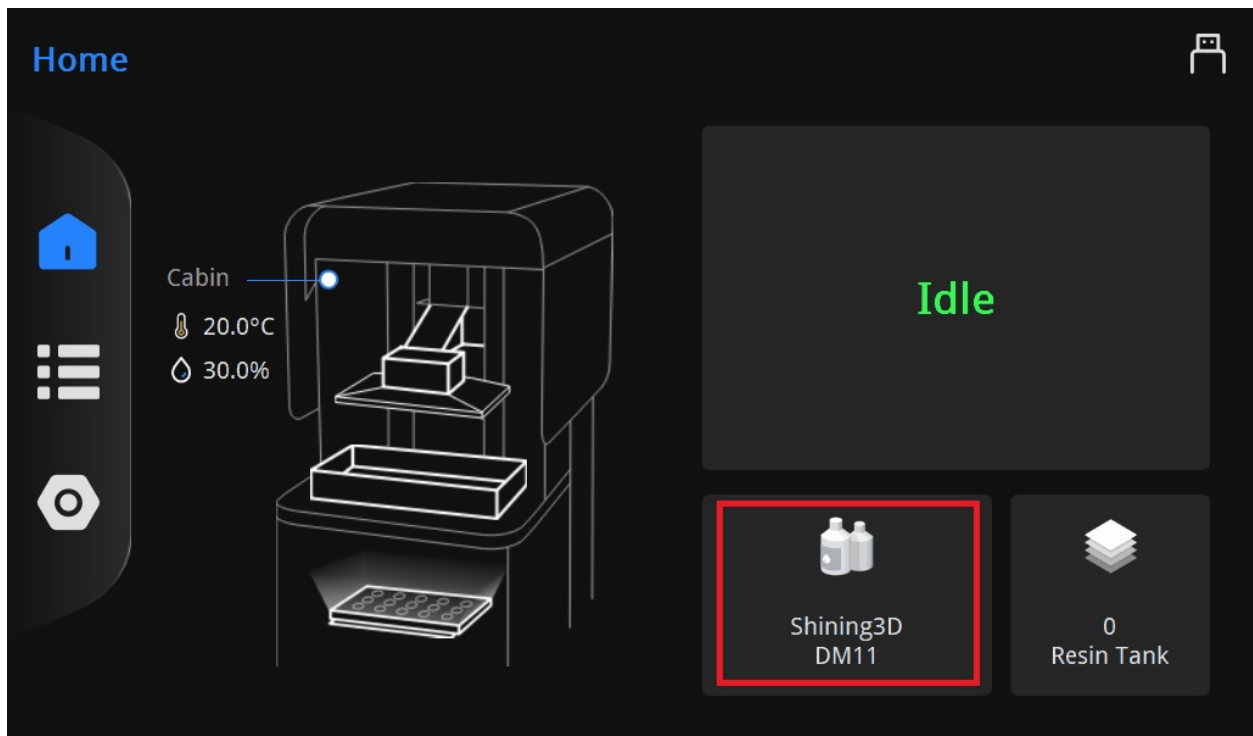 Home
Cabin
20.0°C
30.0%
Idle
Shining3D
DM11
0
Resin Tank